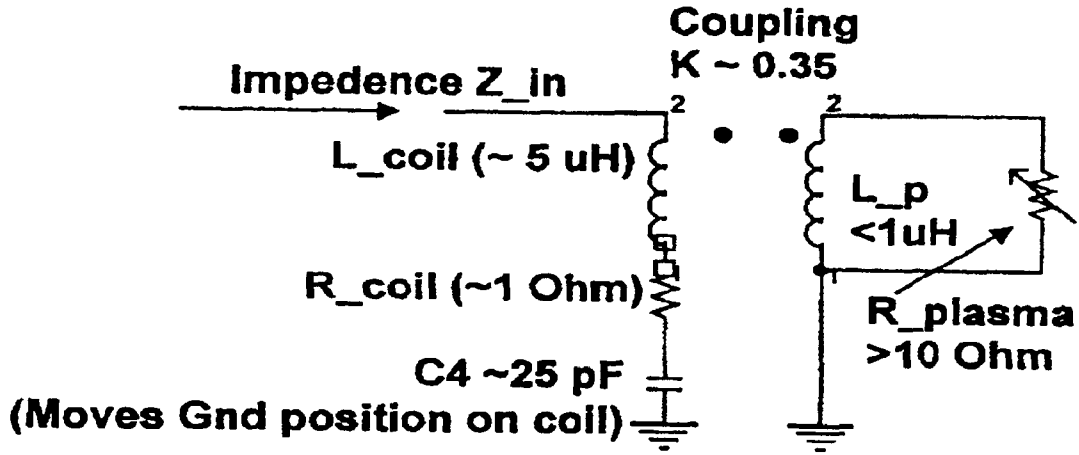 Coupling
K ~ 0.35
Impedence Z_in
2
2
L_coil (~ 5 uH)
L_p
<1uH
R_coil (~1 Ohm)
1
R_plasma
>10 Ohm
C4 ~25 pF
(Moves Gnd position on coil)